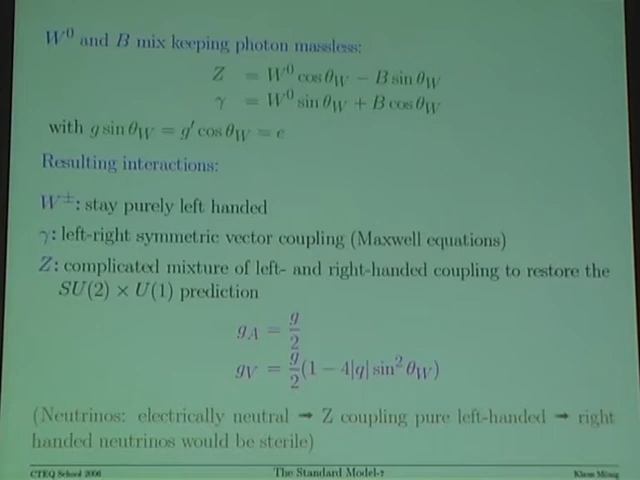 W⁰ and B mix keeping photon massless:
Z = W⁰ cos θ_W − B sin θ_W
γ = W⁰ sin θ_W + B cos θ_W
with g sin θ_W = g′ cos θ_W = e
Resulting interactions:
W^±: stay purely left handed
γ: left-right symmetric vector coupling (Maxwell equations)
Z: complicated mixture of left- and right-handed coupling to restore the
SU(2) × U(1) prediction
g_A = g/2
g_V = g/2 (1 − 4|q| sin² θ_W)
(Neutrinos: electrically neutral ➞ Z coupling pure left-handed ➞ right
handed neutrinos would be sterile)
CTEQ School 2006 The Standard Model-7 Klaus Mönig